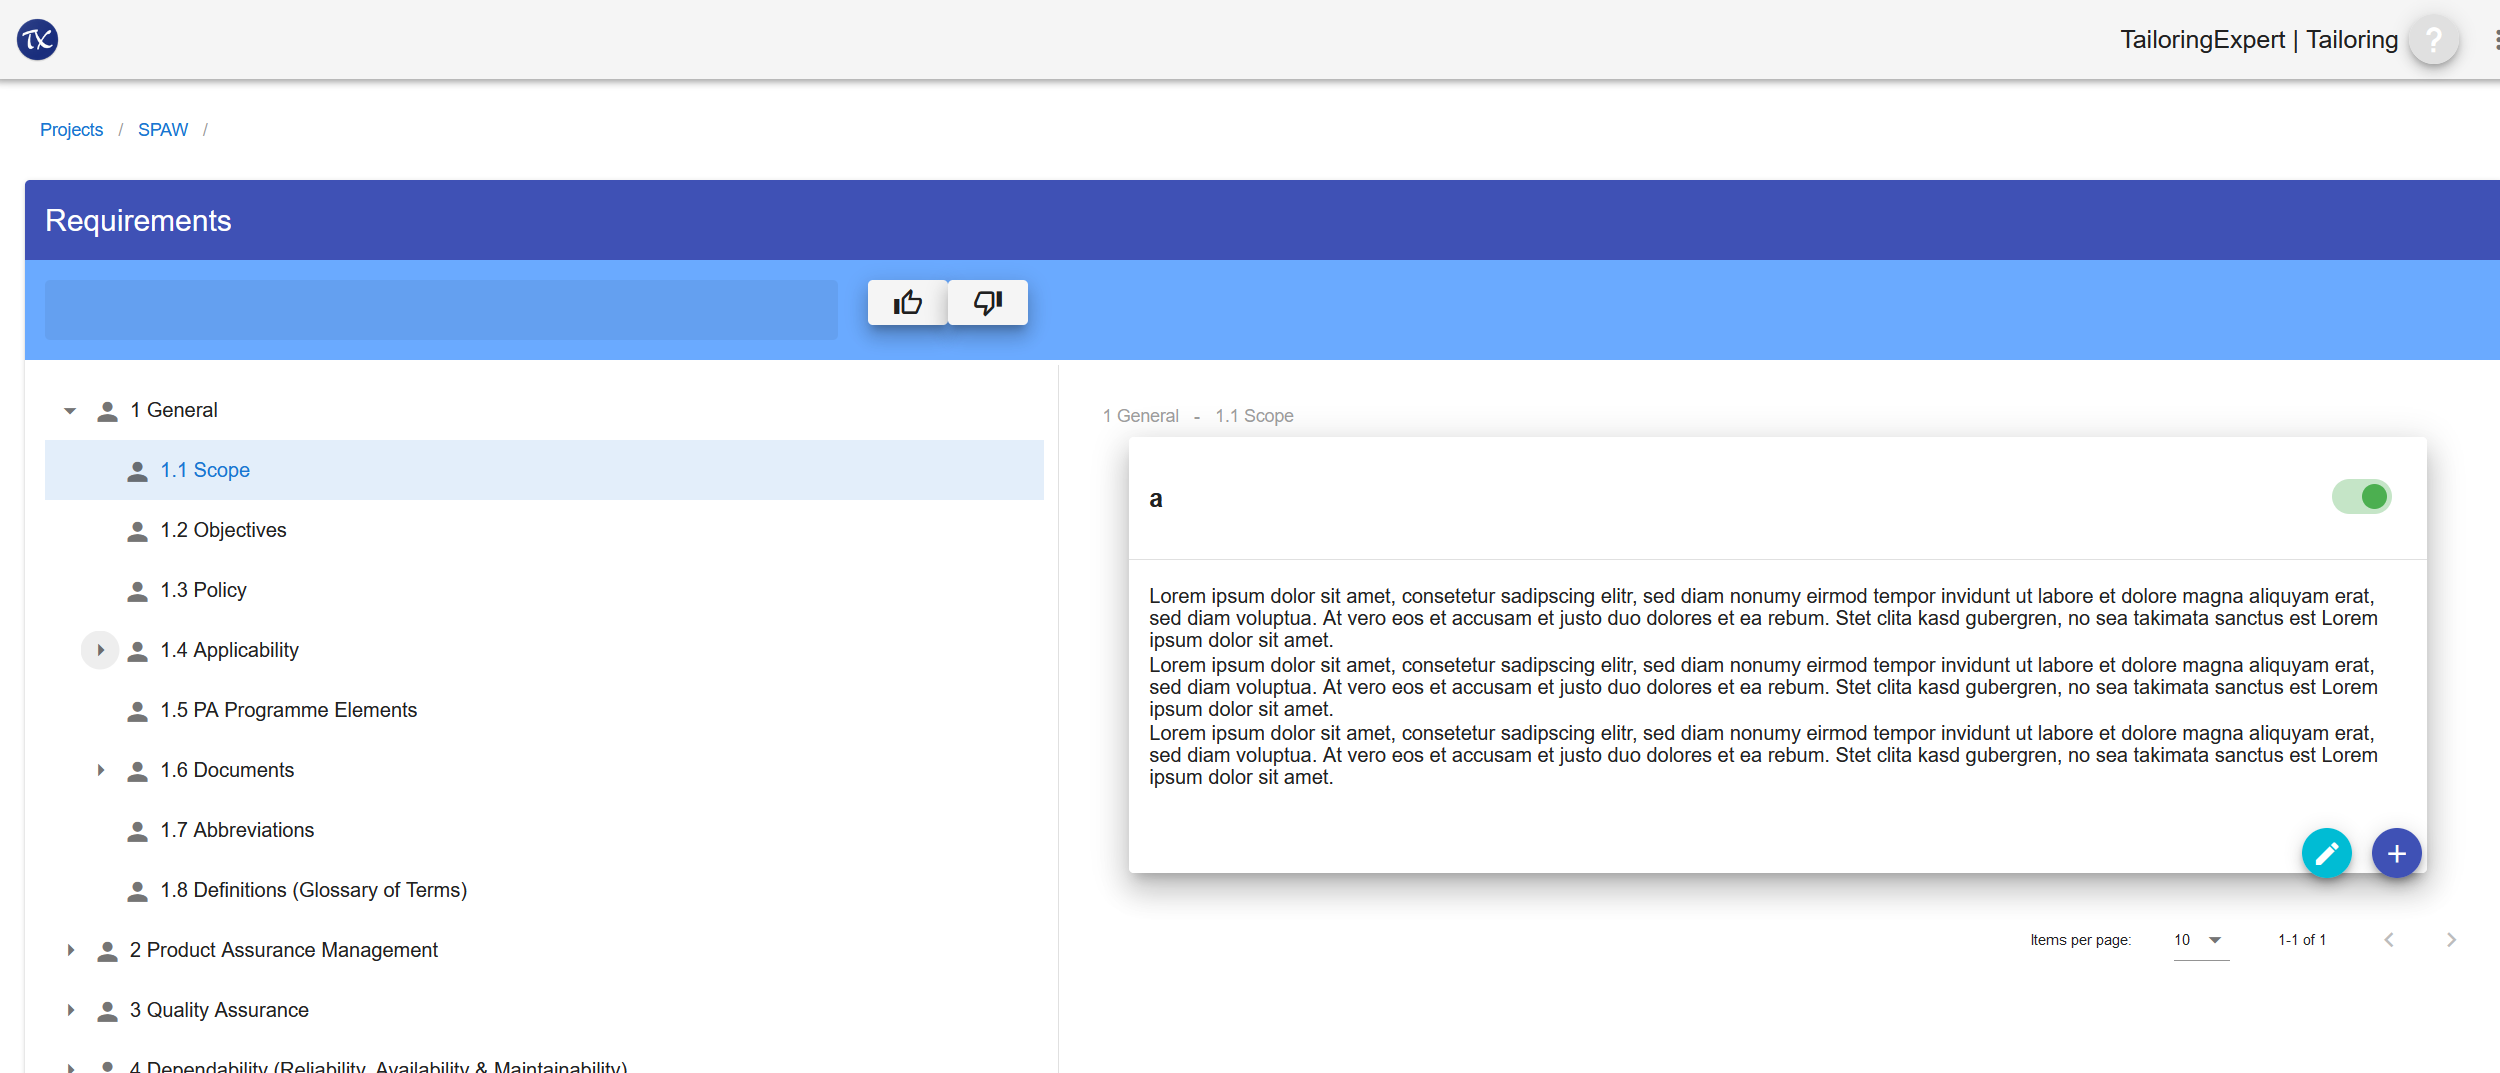 TX
TailoringExpert | Tailoring
?
Projects / SPAW /
Requirements
1 General
1.1 Scope
1.2 Objectives
1.3 Policy
1.4 Applicability
1.5 PA Programme Elements
1.6 Documents
1.7 Abbreviations
1.8 Definitions (Glossary of Terms)
2 Product Assurance Management
3 Quality Assurance
4 Dependability (Reliability, Availability & Maintainability)
1 General - 1.1 Scope
a
Lorem ipsum dolor sit amet, consetetur sadipscing elitr, sed diam nonumy eirmod tempor invidunt ut labore et dolore magna aliquyam erat,
sed diam voluptua. At vero eos et accusam et justo duo dolores et ea rebum. Stet clita kasd gubergren, no sea takimata sanctus est Lorem
ipsum dolor sit amet.
Lorem ipsum dolor sit amet, consetetur sadipscing elitr, sed diam nonumy eirmod tempor invidunt ut labore et dolore magna aliquyam erat,
sed diam voluptua. At vero eos et accusam et justo duo dolores et ea rebum. Stet clita kasd gubergren, no sea takimata sanctus est Lorem
ipsum dolor sit amet.
Lorem ipsum dolor sit amet, consetetur sadipscing elitr, sed diam nonumy eirmod tempor invidunt ut labore et dolore magna aliquyam erat,
sed diam voluptua. At vero eos et accusam et justo duo dolores et ea rebum. Stet clita kasd gubergren, no sea takimata sanctus est Lorem
ipsum dolor sit amet.
Items per page: 10 1-1 of 1